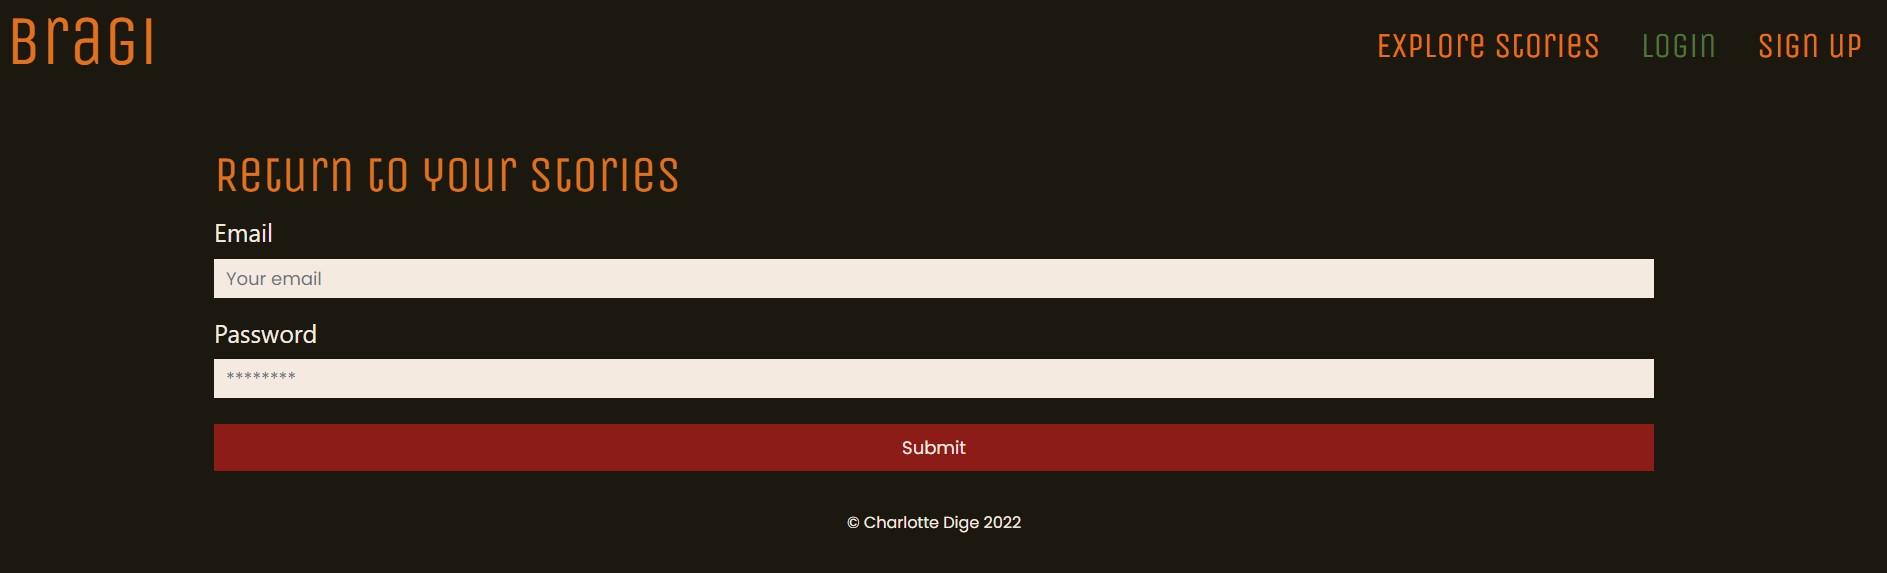 BraGI
Explore Stories LOGIN Sign up
Return to your stories
Email
Your email
Password
********
Submit
© Charlotte Dige 2022